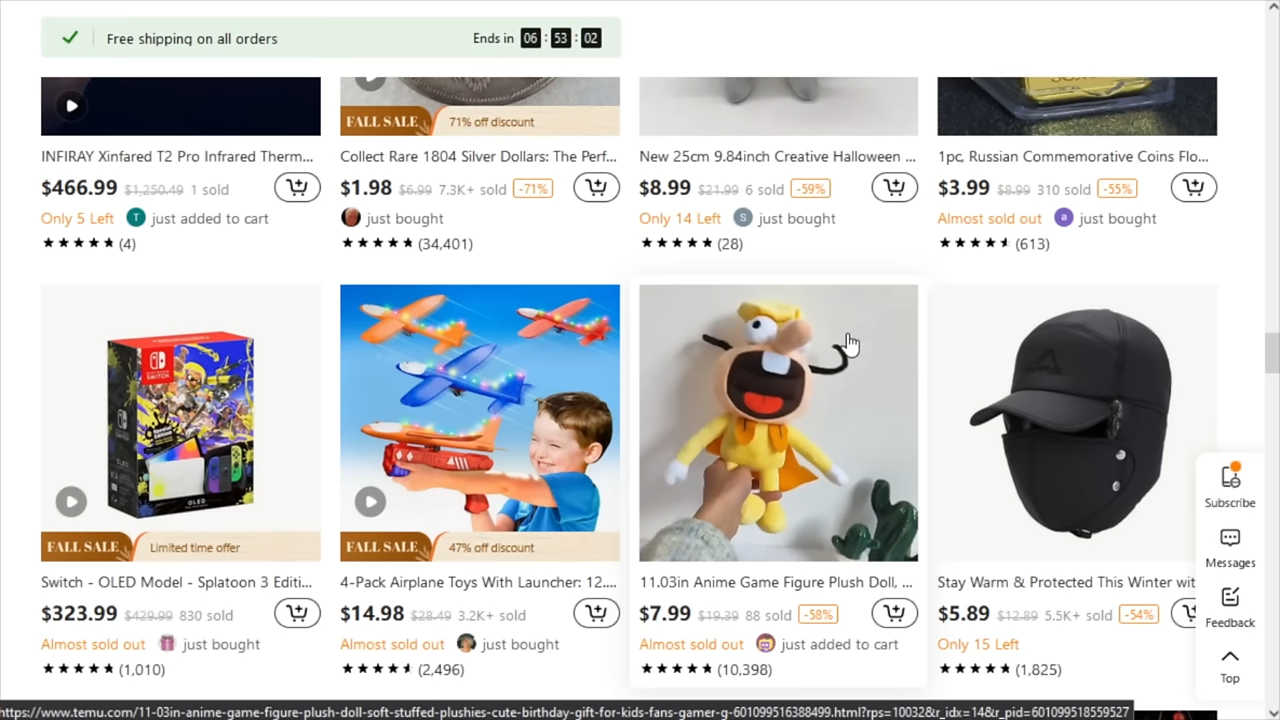 Free shipping on all orders
Ends in 06 : 53 : 02
FALL SALE 71% off discount
INFIRAY Xinfared T2 Pro Infrared Therm...
$466.99 $1,250.49 1 sold
Only 5 Left T just added to cart
(4)
Collect Rare 1804 Silver Dollars: The Perf...
$1.98 $6.99 7.3K+ sold -71%
just bought
(34,401)
New 25cm 9.84inch Creative Halloween ...
$8.99 $21.99 6 sold -59%
Only 14 Left S just bought
(28)
1pc, Russian Commemorative Coins Flo...
$3.99 $8.99 310 sold -55%
Almost sold out a just bought
(613)
NINTENDO
SWITCH
OLED
FALL SALE Limited time offer
Switch - OLED Model - Splatoon 3 Editi...
$323.99 $429.99 830 sold
Almost sold out just bought
(1,010)
FALL SALE 47% off discount
4-Pack Airplane Toys With Launcher: 12....
$14.98 $28.49 3.2K+ sold
Almost sold out just bought
(2,496)
11.03in Anime Game Figure Plush Doll, ...
$7.99 $19.39 88 sold -58%
Almost sold out just added to cart
(10,398)
Stay Warm & Protected This Winter wit
$5.89 $12.89 5.5K+ sold -54%
Only 15 Left
(1,825)
Subscribe
Messages
Feedback
Top
https://www.temu.com/11-03in-anime-game-figure-plush-doll-soft-stuffed-plushies-cute-birthday-gift-for-kids-fans-gamer-g-601099516388499.html?rps=10032&r_idx=14&r_pid=601099518559527